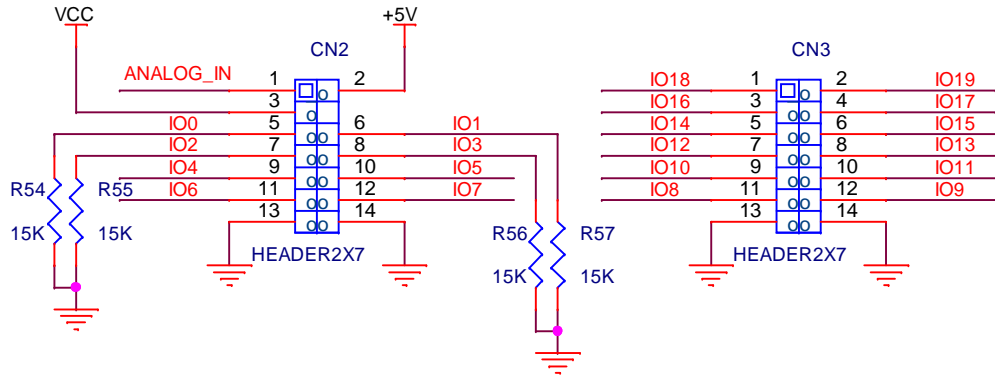 VCC +5V
CN2 CN3
ANALOG_IN 1 2 IO18 1 2 IO19
3 IO16 3 4 IO17
IO0 5 6 IO1 IO14 5 6 IO15
IO2 7 8 IO3 IO12 7 8 IO13
IO4 9 10 IO5 IO10 9 10 IO11
IO6 11 12 IO7 IO8 11 12 IO9
R54 R55 13 14 13 14
15K 15K R56 R57
HEADER2X7 HEADER2X7
15K 15K